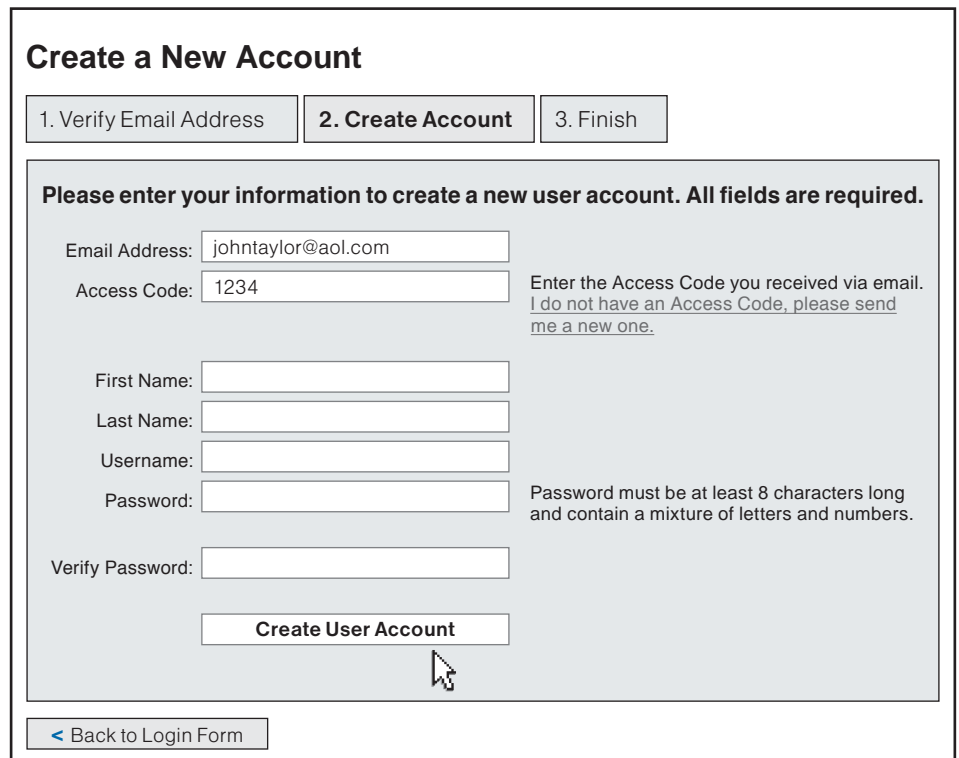 Create a New Account
1. Verify Email Address
2. Create Account
3. Finish
Please enter your information to create a new user account. All fields are required.
Email Address: johntaylor@aol.com
Access Code: 1234
Enter the Access Code you received via email.
I do not have an Access Code, please send
me a new one.
First Name:
Last Name:
Username:
Password:
Password must be at least 8 characters long
and contain a mixture of letters and numbers.
Verify Password:
Create User Account
< Back to Login Form